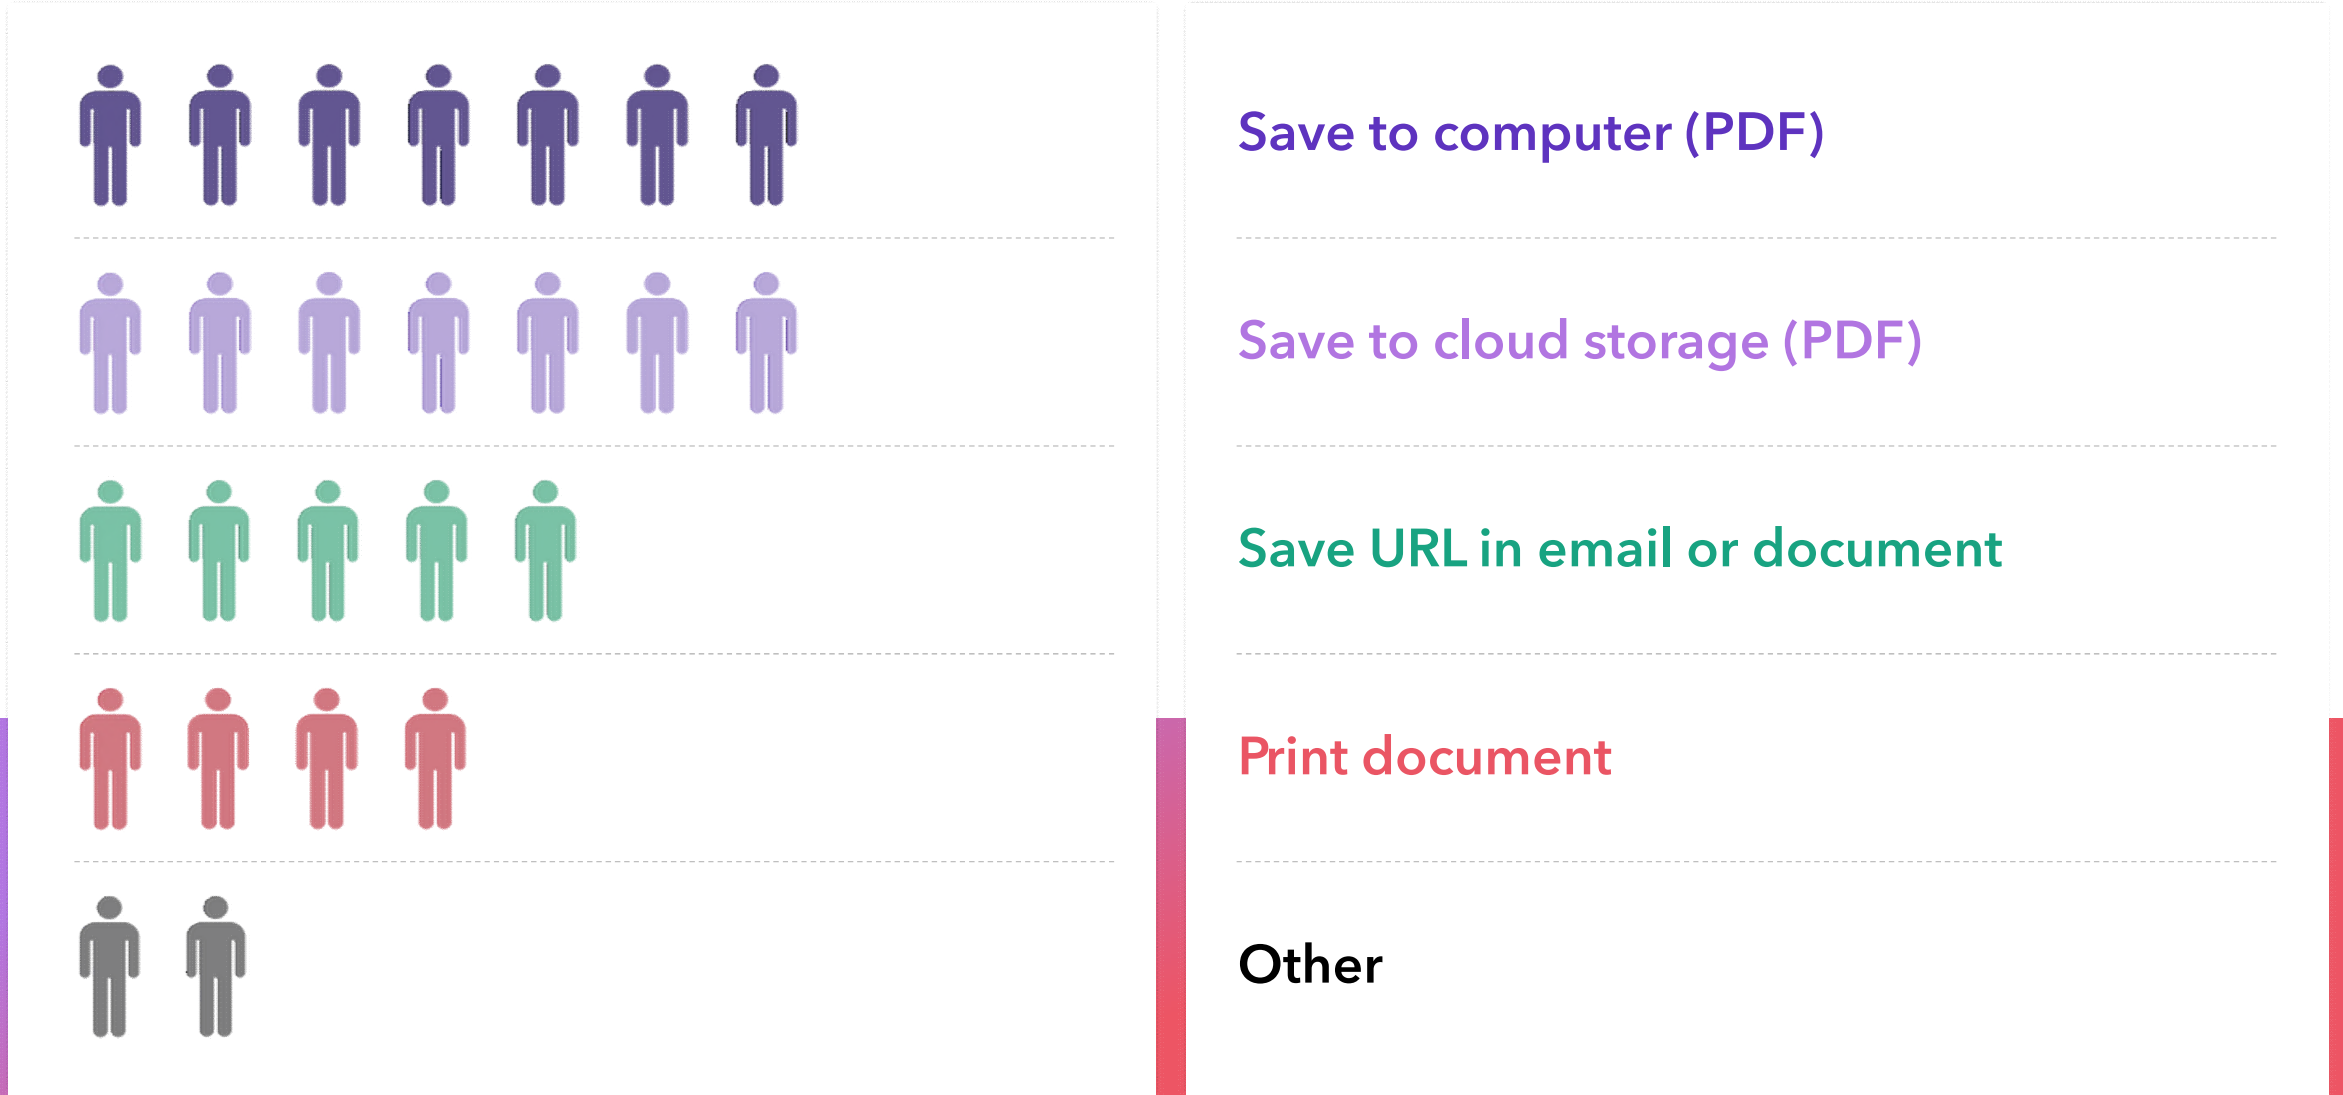 Save to computer (PDF)
Save to cloud storage (PDF)
Save URL in email or document
Print document
Other